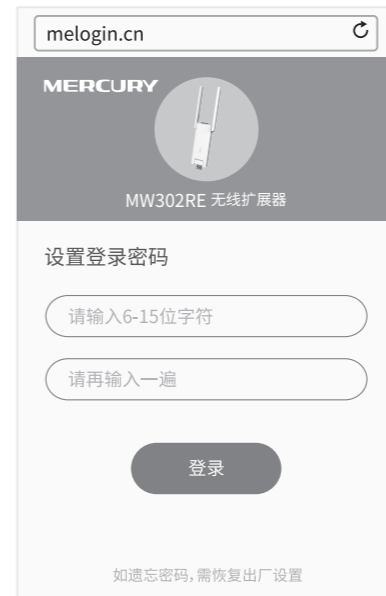 melogin.cn
MERCURY
MW302RE 无线扩展器
设置登录密码
请输入6-15位字符
请再输入一遍
登录
如遗忘密码,需恢复出厂设置